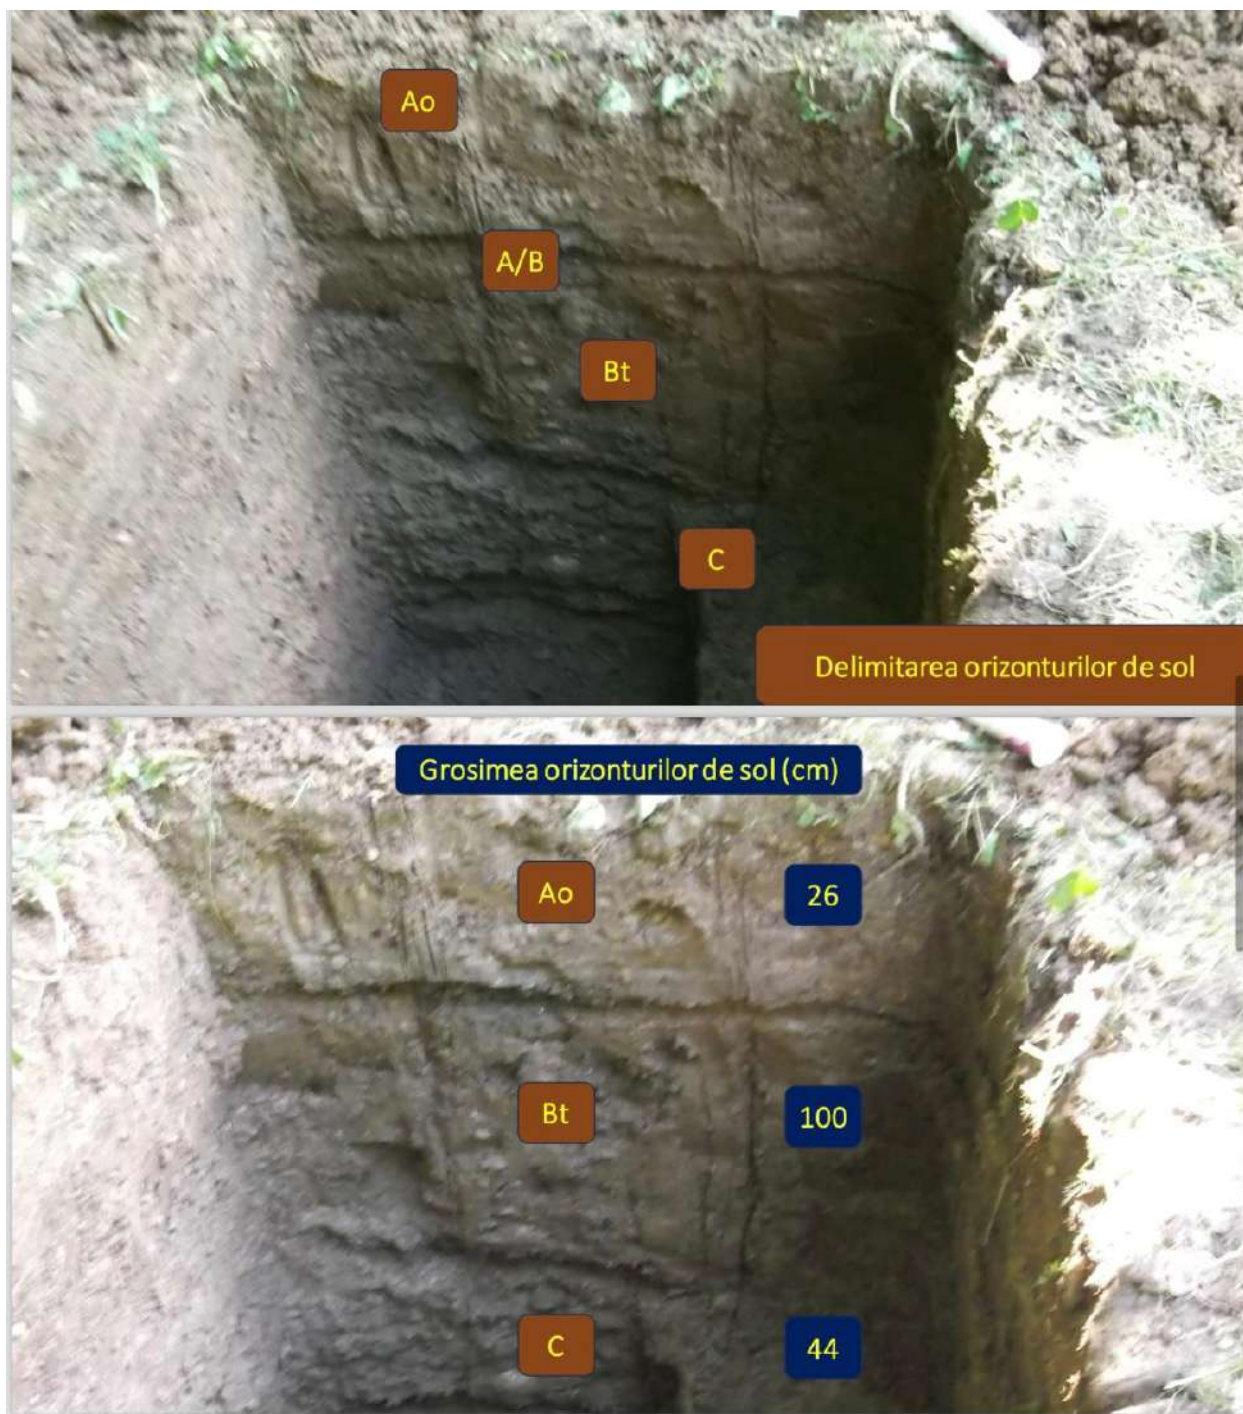 Ao
A/B
Bt
C
Delimitarea orizonturilor de sol
Grosimea orizonturilor de sol (cm)
Ao 26
Bt 100
C 44